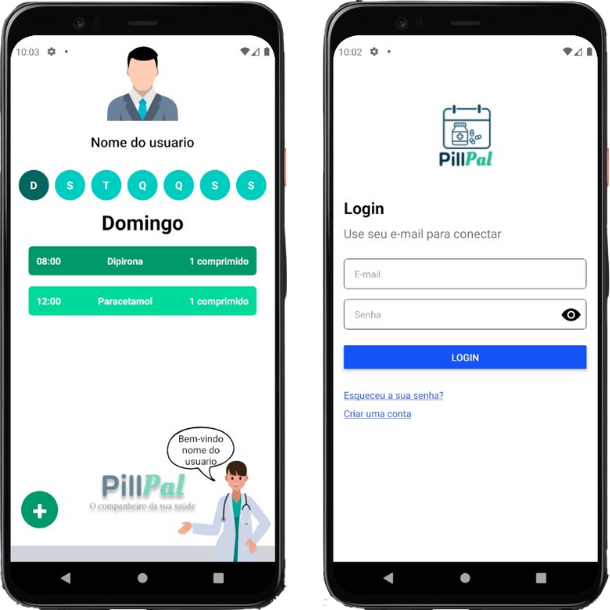 10:03
Nome do usuario
D S T Q Q S S
Domingo
08:00 Dipirona 1 comprimido
12:00 Paracetamol 1 comprimido
Bem-vindo
nome do
usuario
PillPal
O companheiro da sua saúde
+
10:02
PillPal
Login
Use seu e-mail para conectar
E-mail
Senha
LOGIN
Esqueceu a sua senha?
Criar uma conta